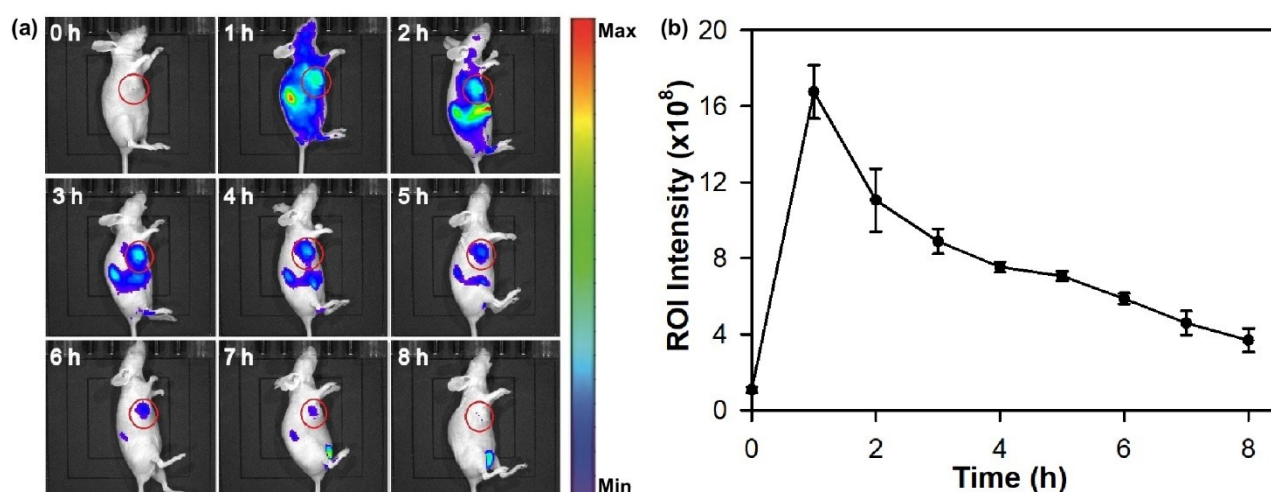 (a)
0 h
1 h
2 h
3 h
4 h
5 h
6 h
7 h
8 h
Max
Min
(b)
ROI Intensity (x10⁸)
20
16
12
8
4
0
0
2
4
6
8
Time (h)